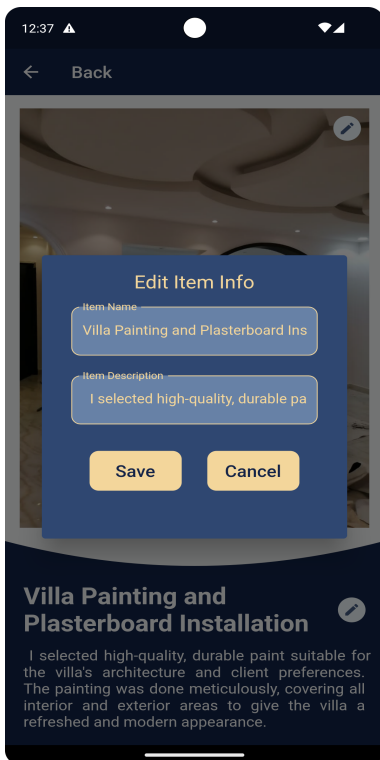 12:37
Back
Edit Item Info
Item Name
Villa Painting and Plasterboard Ins
Item Description
I selected high-quality, durable pa
Save Cancel
Villa Painting and
Plasterboard Installation
I selected high-quality, durable paint suitable for
the villa's architecture and client preferences.
The painting was done meticulously, covering all
interior and exterior areas to give the villa a
refreshed and modern appearance.